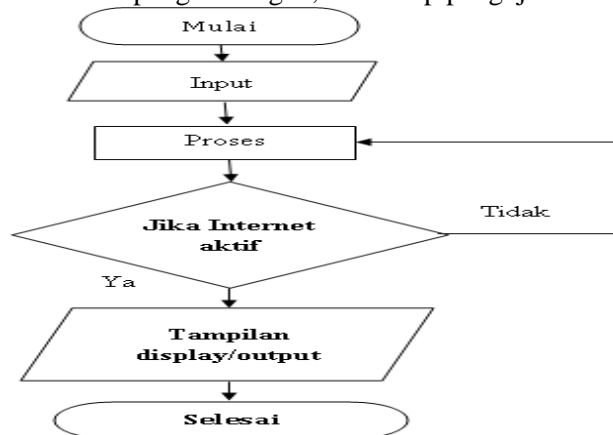 Mulai
Input
Proses
Jika Internet
aktif
Tidak
Ya
Tampilan
display/output
Selesai